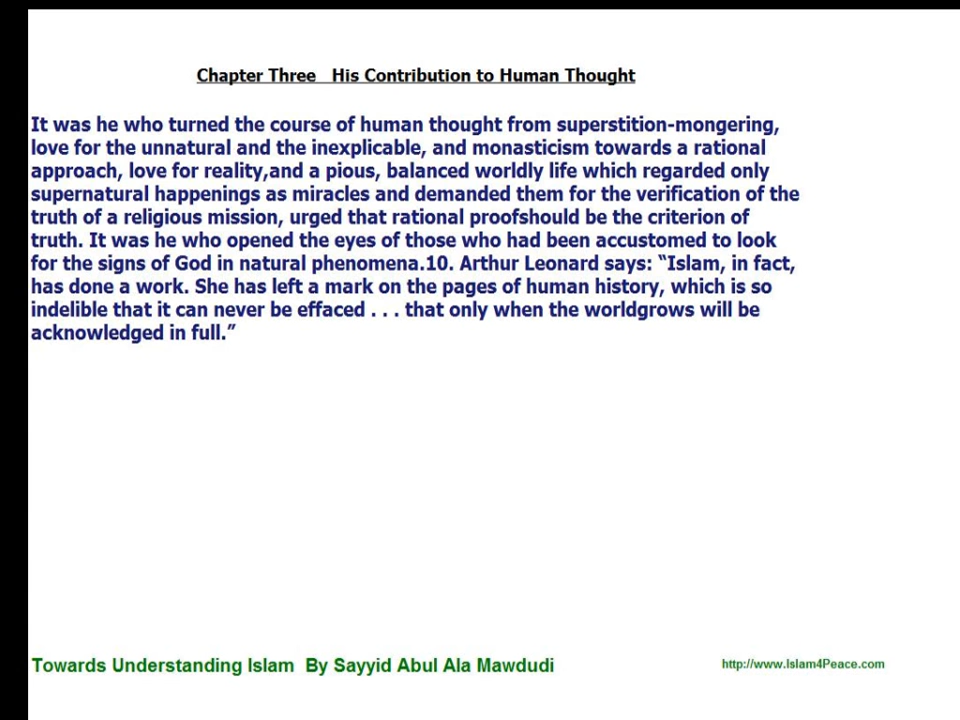 Chapter Three   His Contribution to Human Thought
It was he who turned the course of human thought from superstition-mongering,
love for the unnatural and the inexplicable, and monasticism towards a rational
approach, love for reality,and a pious, balanced worldly life which regarded only
supernatural happenings as miracles and demanded them for the verification of the
truth of a religious mission, urged that rational proofshould be the criterion of
truth. It was he who opened the eyes of those who had been accustomed to look
for the signs of God in natural phenomena.10. Arthur Leonard says: “Islam, in fact,
has done a work. She has left a mark on the pages of human history, which is so
indelible that it can never be effaced . . . that only when the worldgrows will be
acknowledged in full.”
Towards Understanding Islam  By Sayyid Abul Ala Mawdudi
http://www.Islam4Peace.com